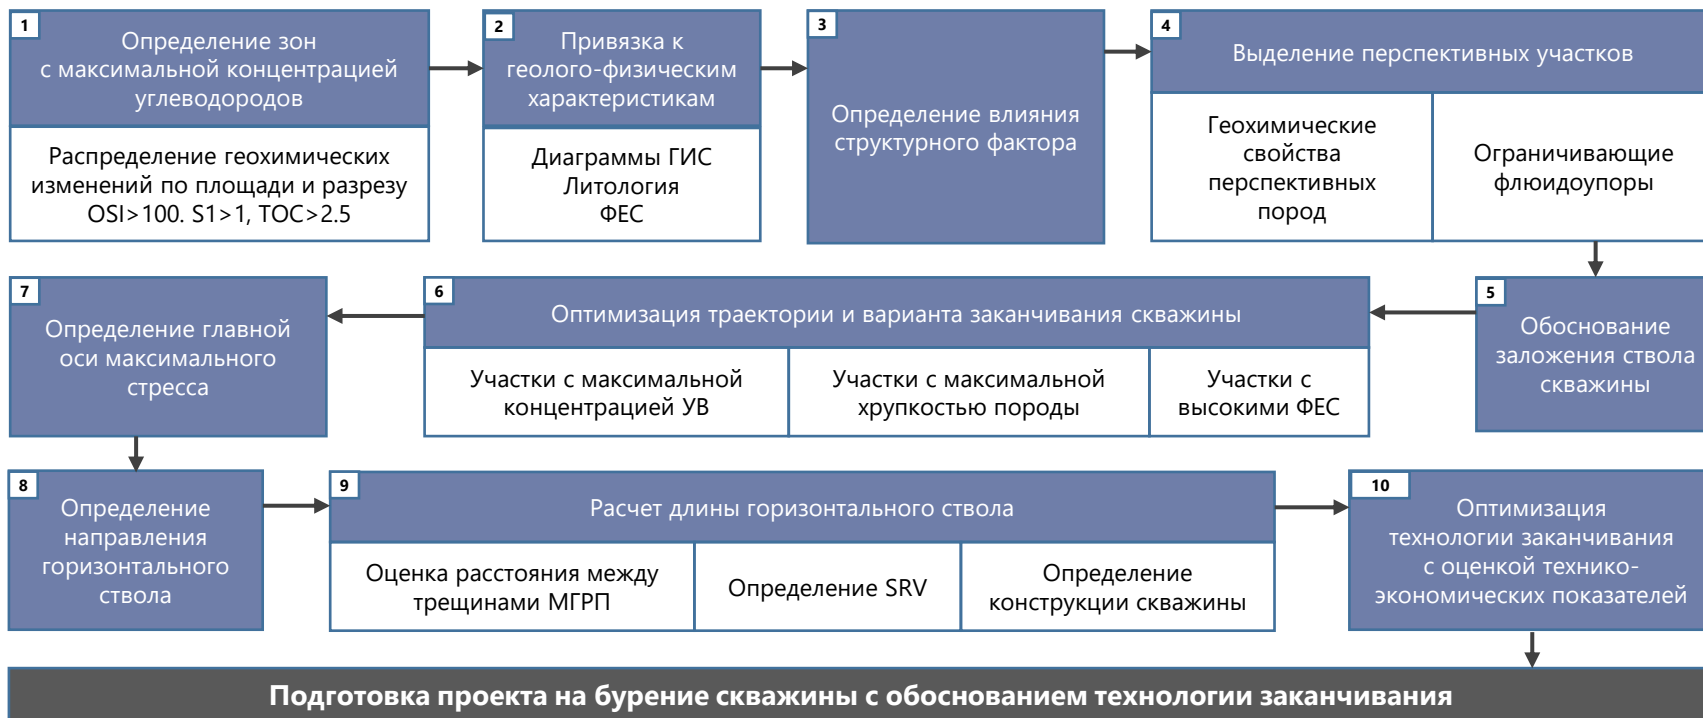 1
Определение зон
с максимальной концентрацией
углеводородов
Распределение геохимических
изменений по площади и разрезу
OSI>100. S1>1, TOC>2.5
2
Привязка к
геолого-физическим
характеристикам
Диаграммы ГИС
Литология
ФЕС
3
Определение влияния
структурного фактора
4
Выделение перспективных участков
Геохимические
свойства
перспективных
пород
Ограничивающие
флюидоупоры
5
Обоснование
заложения ствола
скважины
6
Оптимизация траектории и варианта заканчивания скважины
Участки с максимальной
концентрацией УВ
Участки с максимальной
хрупкостью породы
Участки с
высокими ФЕС
7
Определение главной
оси максимального
стресса
8
Определение
направления
горизонтального
ствола
9
Расчет длины горизонтального ствола
Оценка расстояния между
трещинами МГРП
Определение SRV
Определение
конструкции скважины
10
Оптимизация
технологии заканчивания
с оценкой технико-
экономических показателей
Подготовка проекта на бурение скважины с обоснованием технологии заканчивания